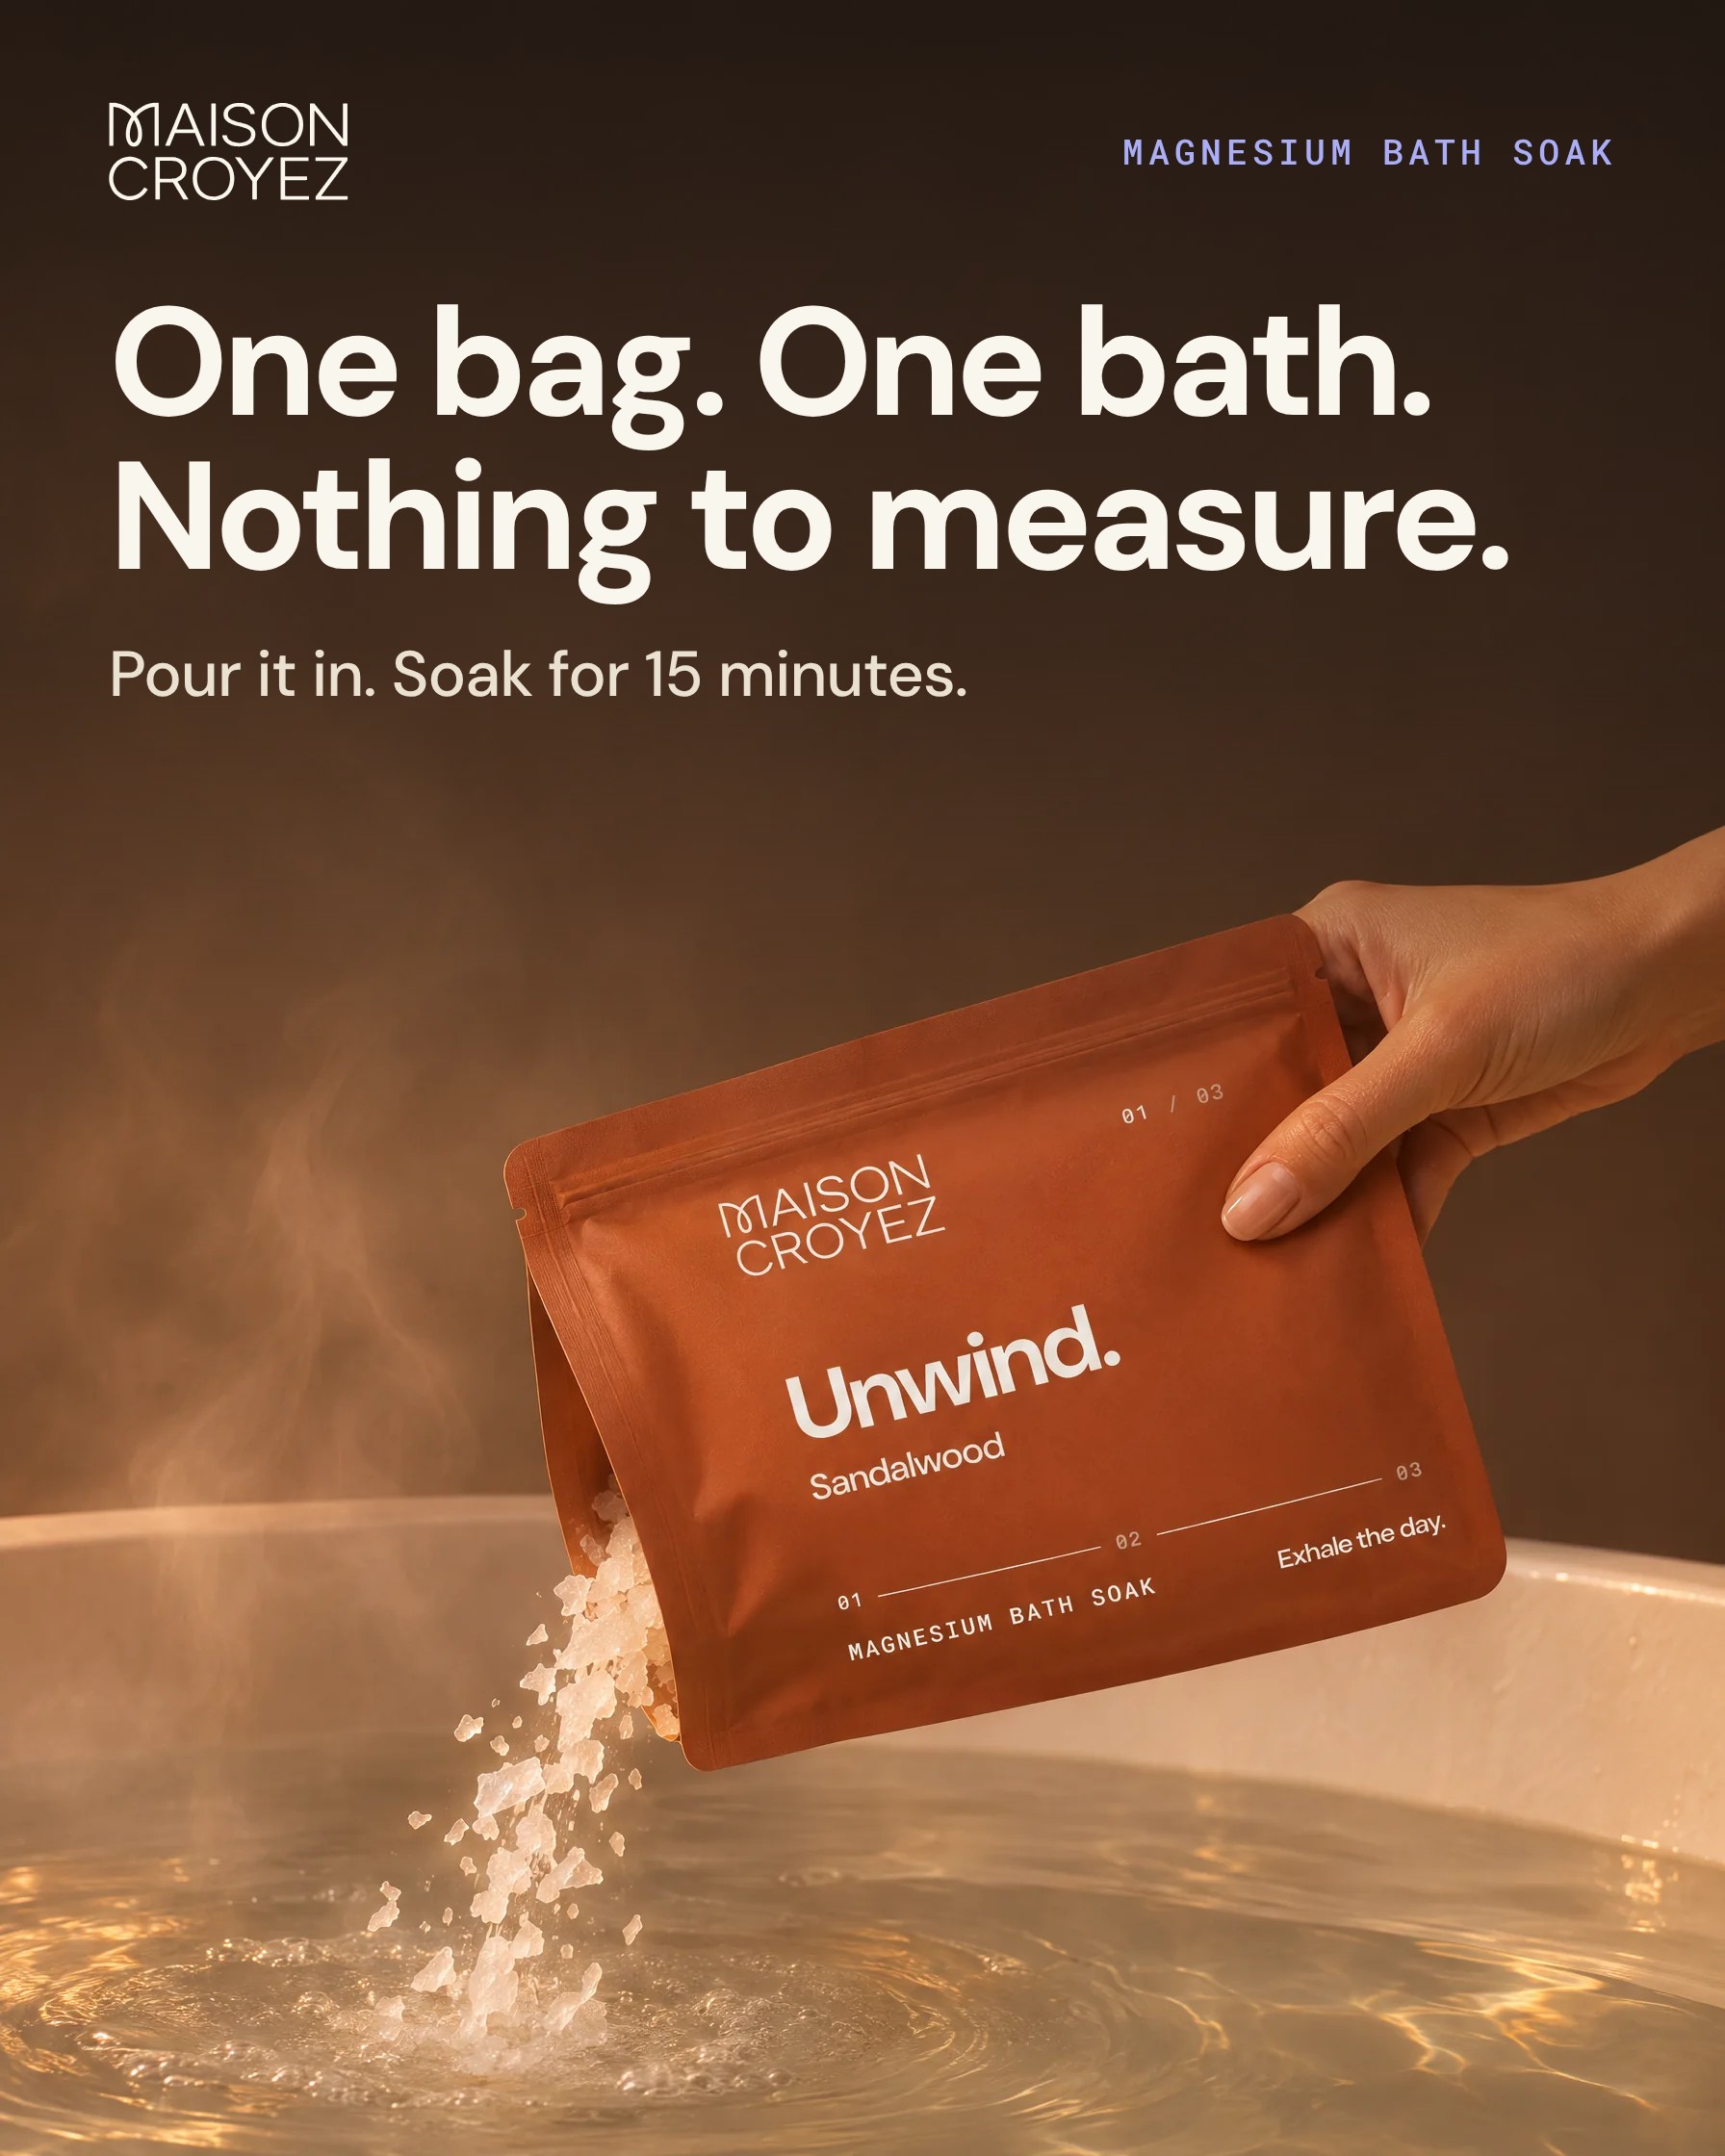 MAISON
CROYEZ
MAGNESIUM BATH SOAK
One bag. One bath.
Nothing to measure.
Pour it in. Soak for 15 minutes.
01 / 03
MAISON
CROYEZ
Unwind.
Sandalwood
01 02 03
MAGNESIUM BATH SOAK
Exhale the day.